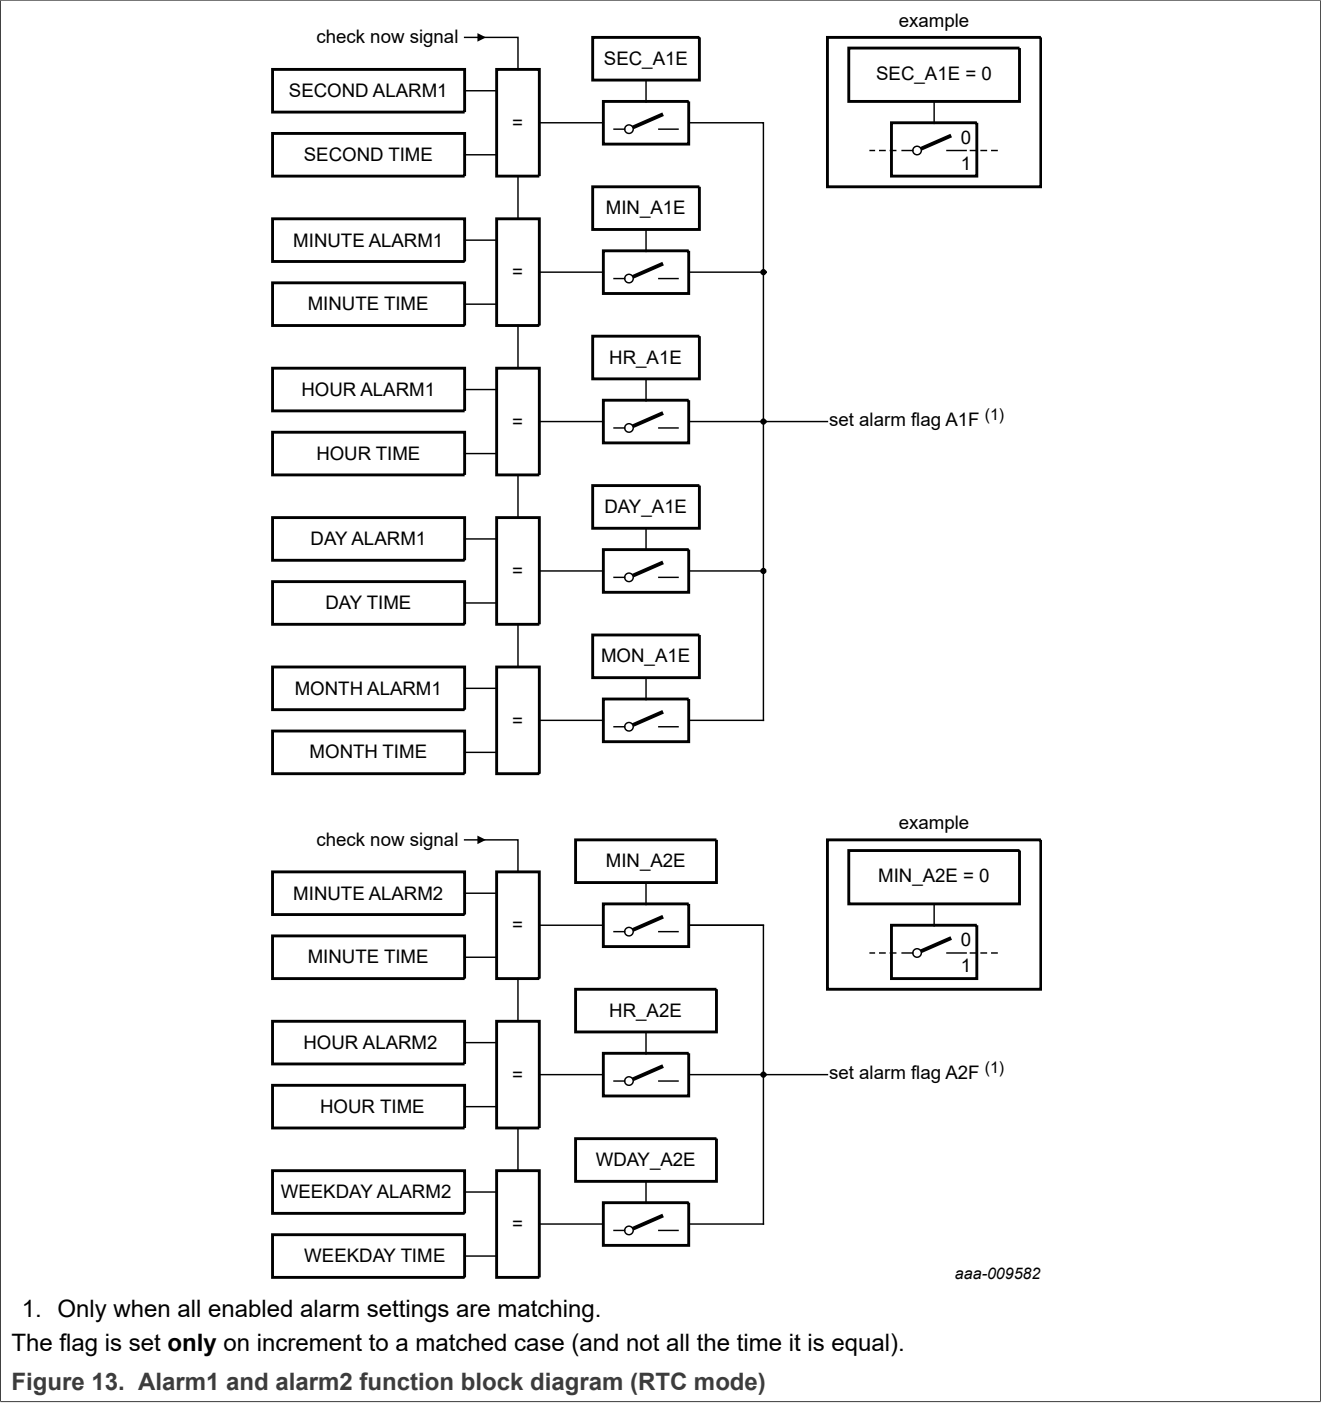 example
check now signal
SEC_A1E
SEC_A1E = 0
SECOND ALARM1
=
0
1
SECOND TIME
MIN_A1E
MINUTE ALARM1
=
MINUTE TIME
HR_A1E
HOUR ALARM1
=
set alarm flag A1F (1)
HOUR TIME
DAY_A1E
DAY ALARM1
=
DAY TIME
MON_A1E
MONTH ALARM1
=
MONTH TIME
example
check now signal
MIN_A2E
MIN_A2E = 0
MINUTE ALARM2
=
0
1
MINUTE TIME
HR_A2E
HOUR ALARM2
=
set alarm flag A2F (1)
HOUR TIME
WDAY_A2E
WEEKDAY ALARM2
=
WEEKDAY TIME
aaa-009582
1. Only when all enabled alarm settings are matching.
The flag is set only on increment to a matched case (and not all the time it is equal).
Figure 13. Alarm1 and alarm2 function block diagram (RTC mode)